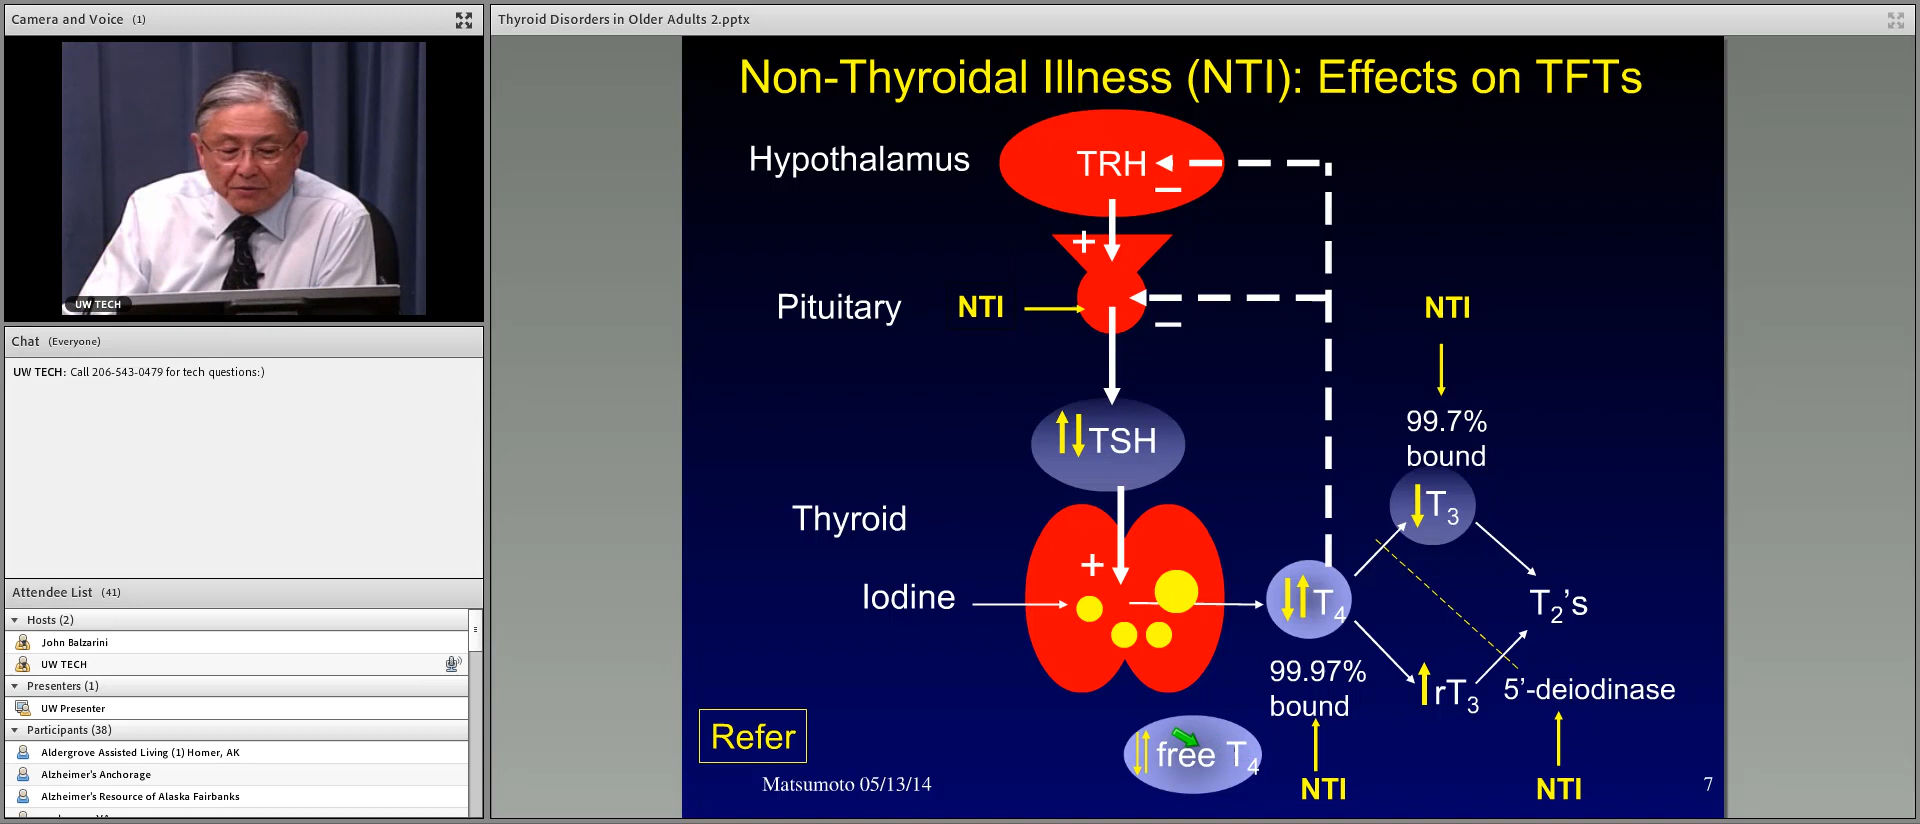 Camera and Voice (1)
UW TECH
Chat (Everyone)
UW TECH: Call 206-543-0479 for tech questions:)
Attendee List (41)
Hosts (2)
John Balzarini
UW TECH
Presenters (1)
UW Presenter
Participants (38)
Aldergrove Assisted Living (1) Homer, AK
Alzheimer's Anchorage
Alzheimer's Resource of Alaska Fairbanks
Thyroid Disorders in Older Adults 2.pptx
Non-Thyroidal Illness (NTI): Effects on TFTs
Hypothalamus
TRH
–
+
Pituitary
NTI
–
NTI
99.7%
bound
↑↓TSH
↓T3
Thyroid
+
Iodine
↓↑T4
T2's
99.97%
bound
↑rT3
5'-deiodinase
Refer
↓↑free T4
NTI
NTI
Matsumoto 05/13/14
7